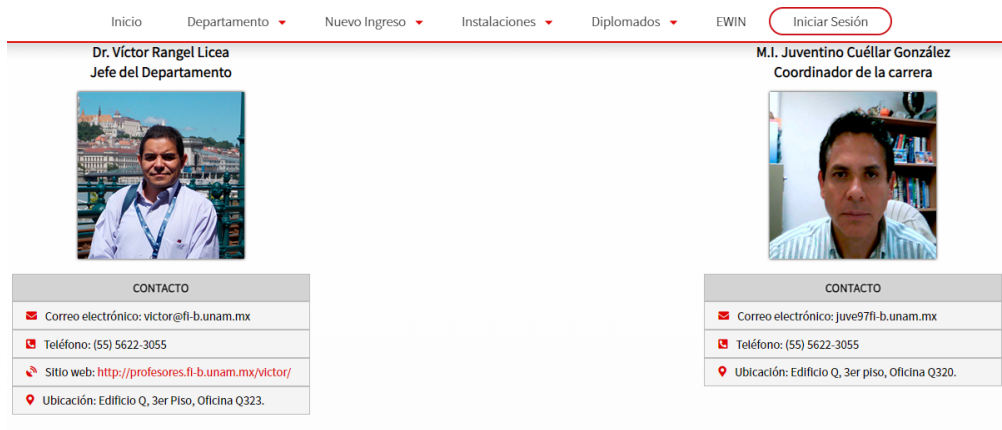 Inicio Departamento Nuevo Ingreso Instalaciones Diplomados EWIN Iniciar Sesión
Dr. Víctor Rangel Licea
Jefe del Departamento
CONTACTO
Correo electrónico: victor@fi-b.unam.mx
Teléfono: (55) 5622-3055
Sitio web: http://profesores.fi-b.unam.mx/victor/
Ubicación: Edificio Q, 3er Piso, Oficina Q323.
M.I. Juventino Cuéllar González
Coordinador de la carrera
CONTACTO
Correo electrónico: juve97fi-b.unam.mx
Teléfono: (55) 5622-3055
Ubicación: Edificio Q, 3er piso, Oficina Q320.